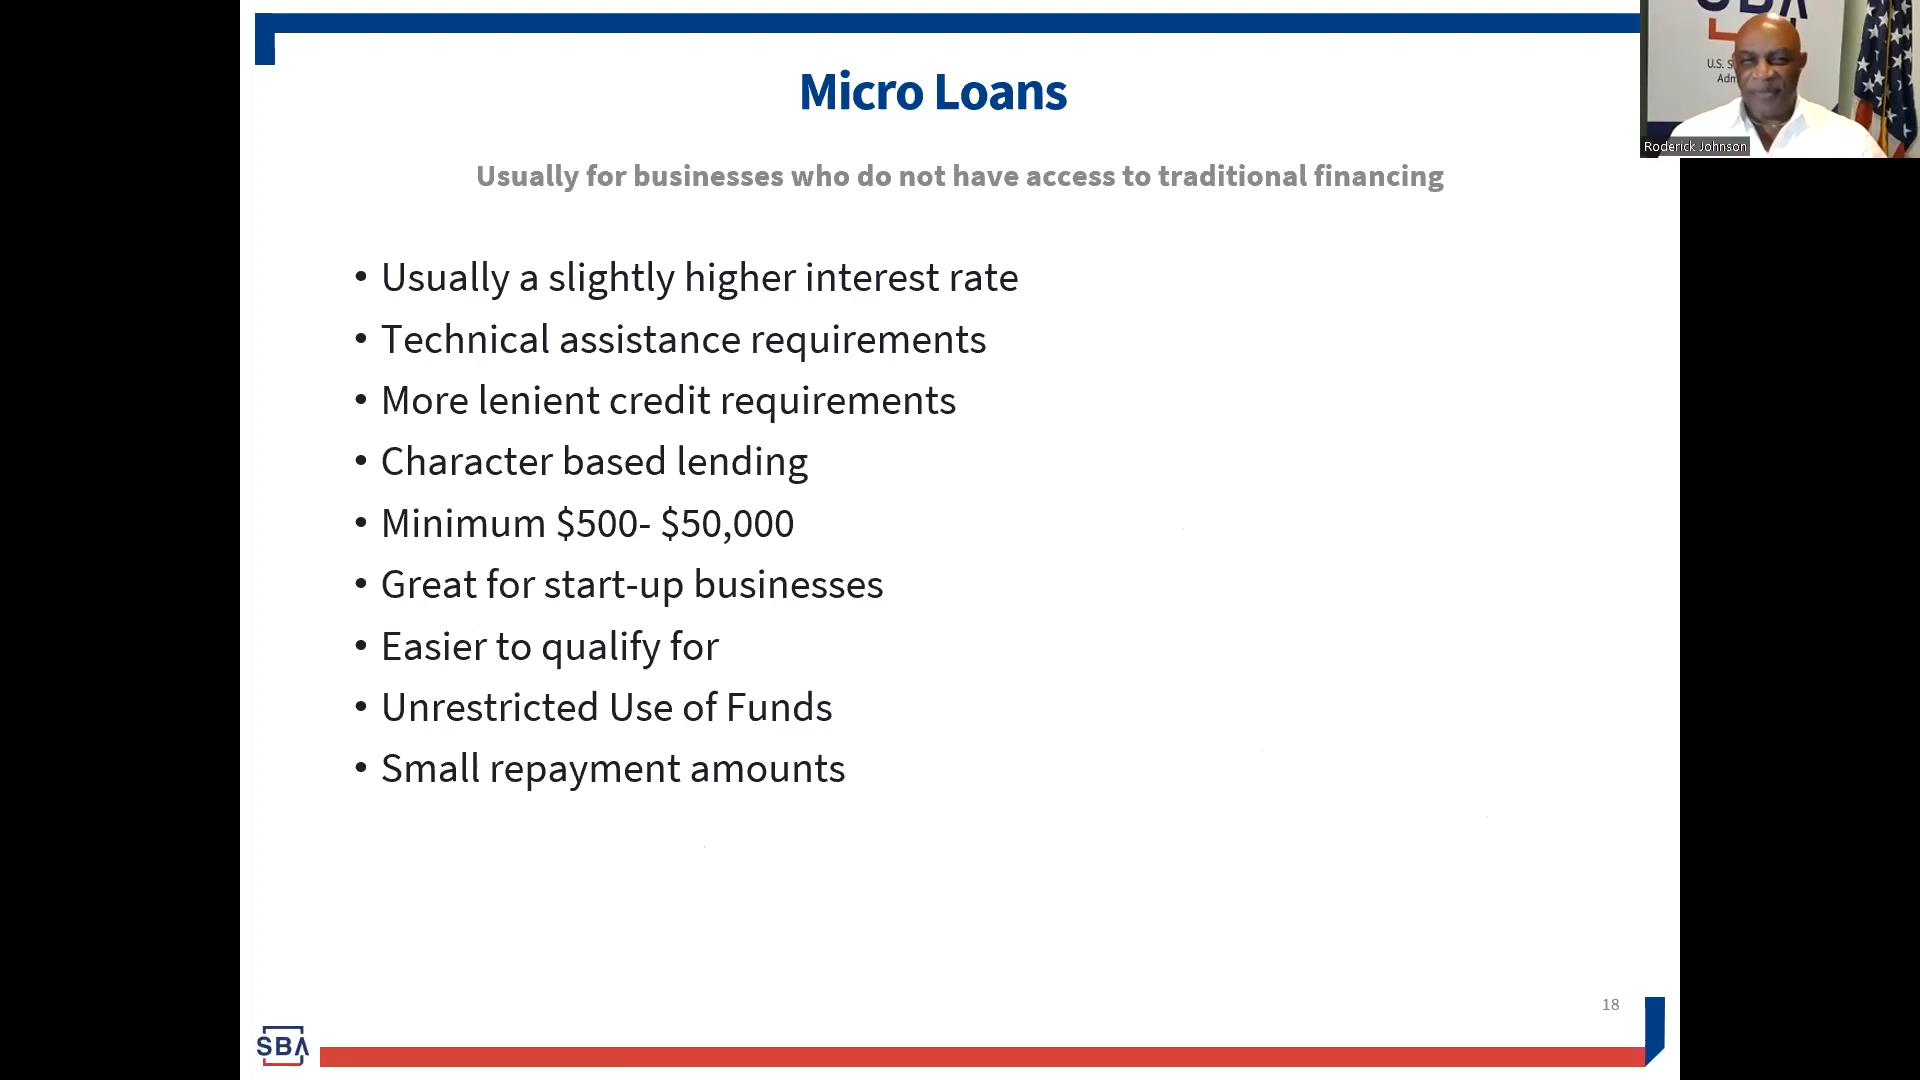 Micro Loans
Usually for businesses who do not have access to traditional financing
• Usually a slightly higher interest rate
• Technical assistance requirements
• More lenient credit requirements
• Character based lending
• Minimum $500- $50,000
• Great for start-up businesses
• Easier to qualify for
• Unrestricted Use of Funds
• Small repayment amounts
18
SBA
SBA
U.S. S
Adm
Roderick Johnson